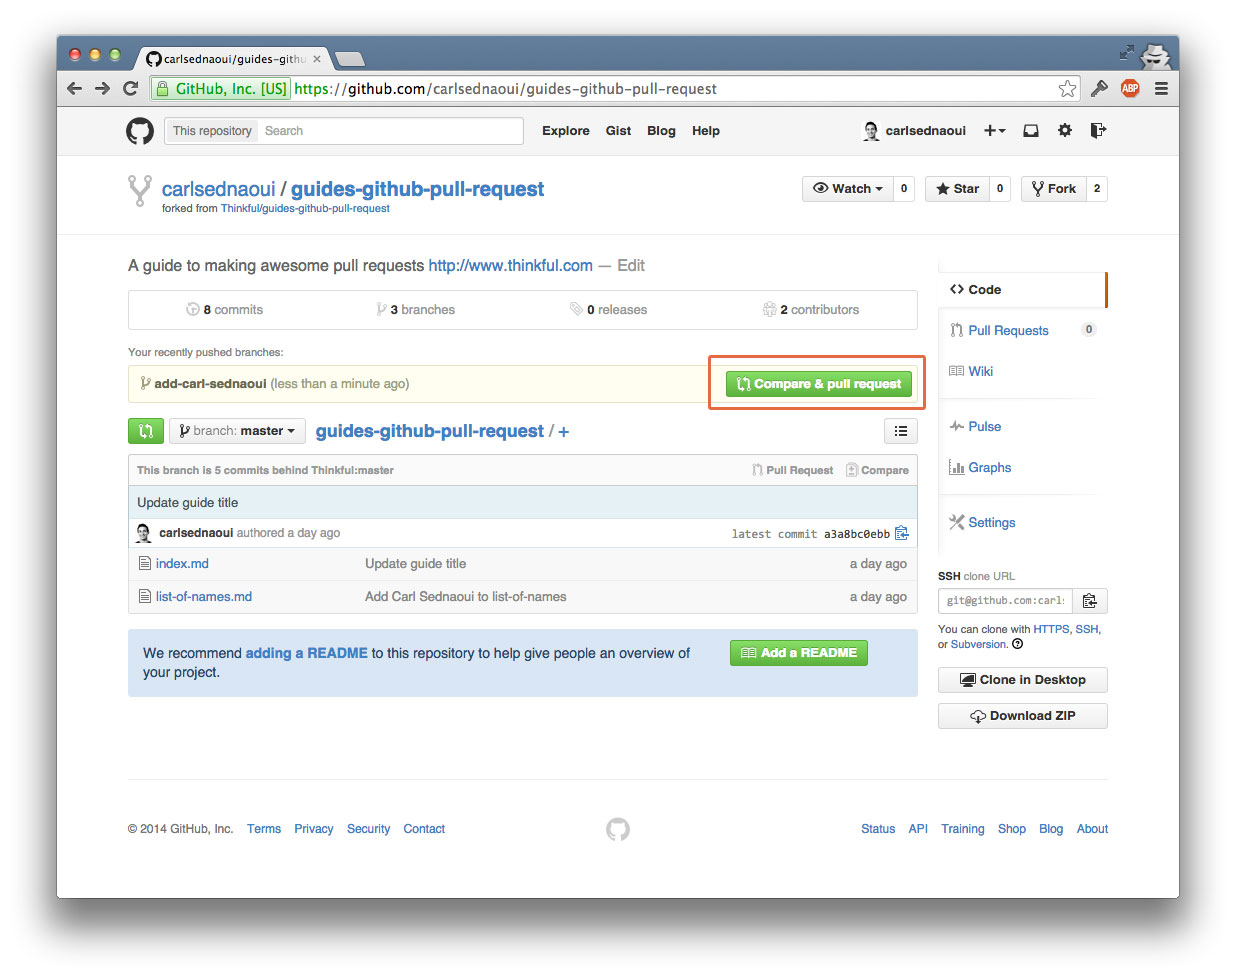 carlsednaoui/guides-githu
GitHub, Inc. [US] https://github.com/carlsednaoui/guides-github-pull-request
ABP
This repository Search Explore Gist Blog Help carlsednaoui
carlsednaoui / guides-github-pull-request
forked from Thinkful/guides-github-pull-request
Watch 0 Star 0 Fork 2
A guide to making awesome pull requests http://www.thinkful.com — Edit
8 commits 3 branches 0 releases 2 contributors
Your recently pushed branches:
add-carl-sednaoui (less than a minute ago) Compare & pull request
branch: master guides-github-pull-request / +
This branch is 5 commits behind Thinkful:master Pull Request Compare
Update guide title
carlsednaoui authored a day ago latest commit a3a8bc0ebb
index.md Update guide title a day ago
list-of-names.md Add Carl Sednaoui to list-of-names a day ago
We recommend adding a README to this repository to help give people an overview of
your project.
Add a README
Code
Pull Requests 0
Wiki
Pulse
Graphs
Settings
SSH clone URL
git@github.com:carl
You can clone with HTTPS, SSH,
or Subversion.
Clone in Desktop
Download ZIP
© 2014 GitHub, Inc. Terms Privacy Security Contact Status API Training Shop Blog About